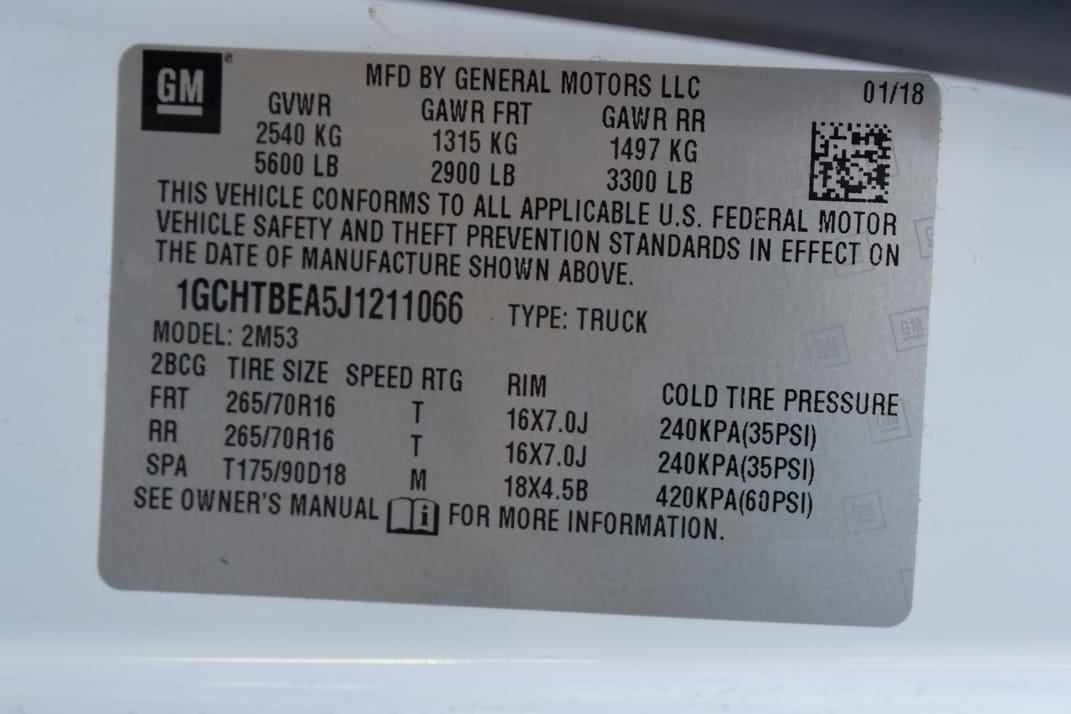 GM®
MFD BY GENERAL MOTORS LLC 01/18
GVWR GAWR FRT GAWR RR
2540 KG 1315 KG 1497 KG
5600 LB 2900 LB 3300 LB
THIS VEHICLE CONFORMS TO ALL APPLICABLE U.S. FEDERAL MOTOR
VEHICLE SAFETY AND THEFT PREVENTION STANDARDS IN EFFECT ON
THE DATE OF MANUFACTURE SHOWN ABOVE.
1GCHTBEA5J1211066 TYPE: TRUCK
MODEL: 2M53
2BCG TIRE SIZE SPEED RTG RIM COLD TIRE PRESSURE
FRT 265/70R16 T 16X7.0J 240KPA(35PSI)
RR 265/70R16 T 16X7.0J 240KPA(35PSI)
SPA T175/90D18 M 18X4.5B 420KPA(60PSI)
SEE OWNER'S MANUAL i FOR MORE INFORMATION.